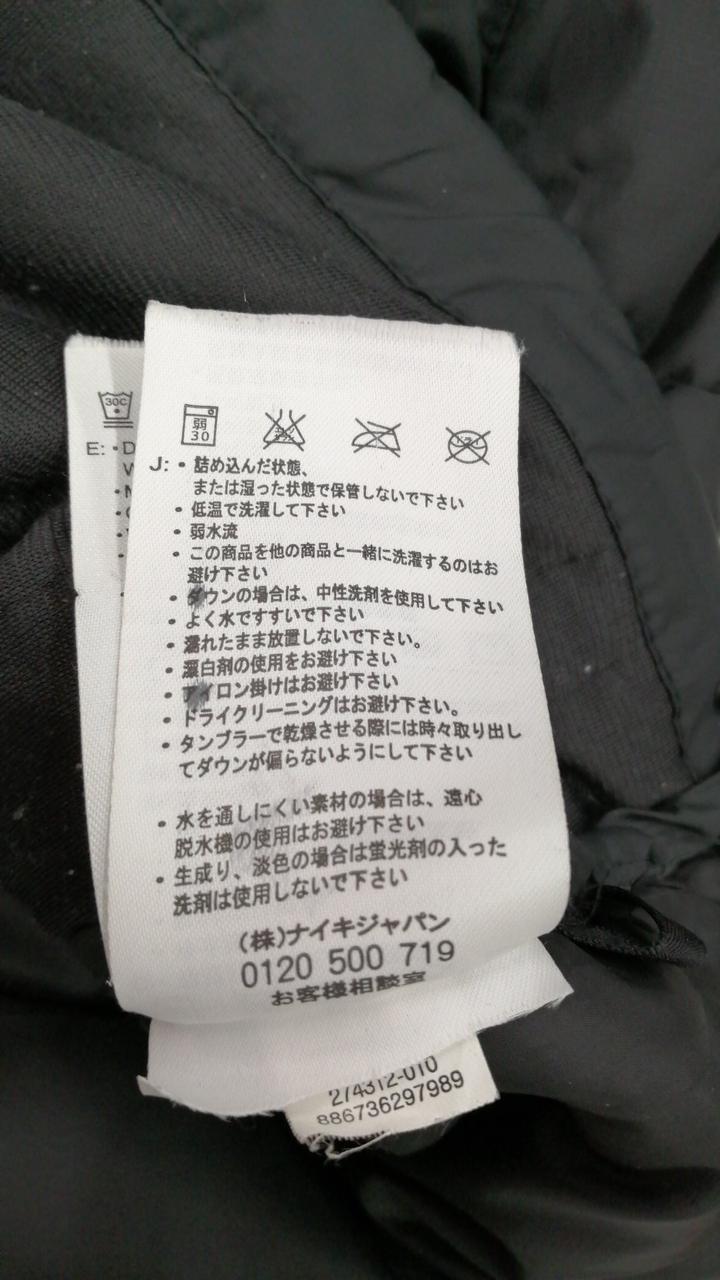 30C
E: •D
弱
30
J: • 詰め込んだ状態、
または湿った状態で保管しないで下さい
• 低温で洗濯して下さい
• 弱水流
• この商品を他の商品と一緒に洗濯するのはお
避け下さい
• ダウンの場合は、中性洗剤を使用して下さい
• よく水ですすいで下さい
• 濡れたまま放置しないで下さい。
• 漂白剤の使用をお避け下さい
• アイロン掛けはお避け下さい
• ドライクリーニングはお避け下さい。
• タンブラーで乾燥させる際には時々取り出し
てダウンが偏らないようにして下さい
• 水を通しにくい素材の場合は、遠心
脱水機の使用はお避け下さい
• 生成り、淡色の場合は蛍光剤の入った
洗剤は使用しないで下さい
(株)ナイキジャパン
0120 500 719
お客様相談室
274312-010
886736297989